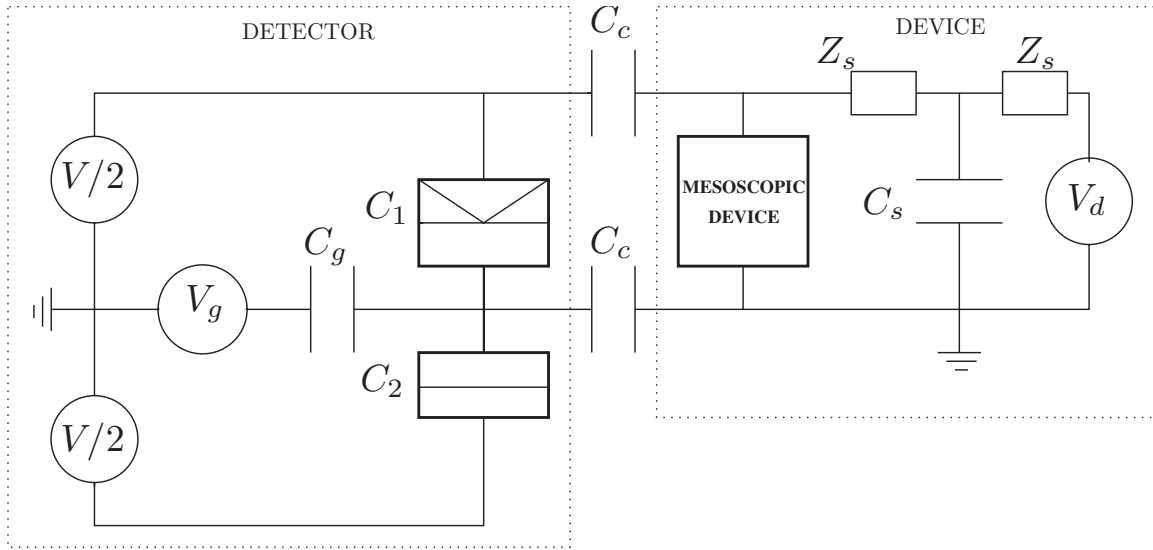 DETECTOR
C_c
DEVICE
Z_s
Z_s
V/2
C_1
MESOSCOPIC
DEVICE
C_s
V_d
C_g
C_c
V_g
C_2
V/2